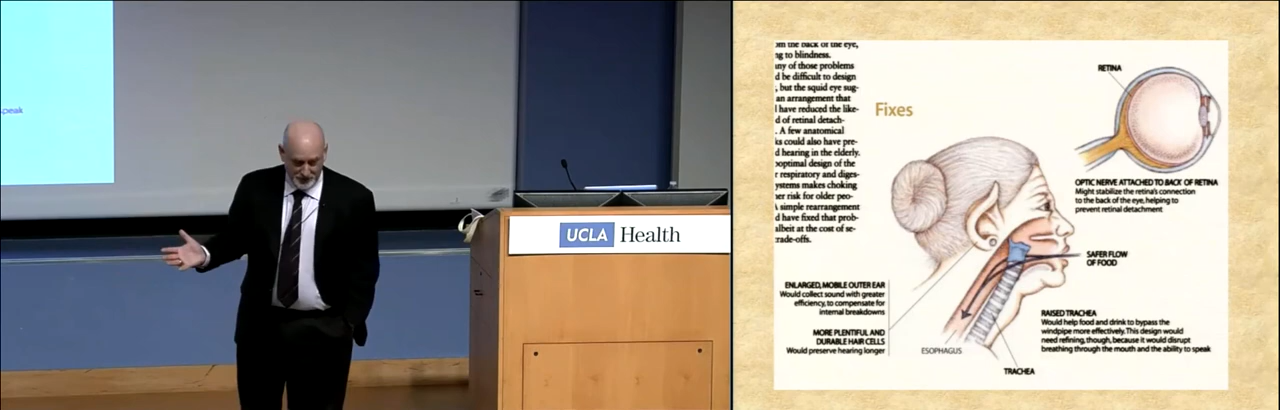 speak
UCLA Health
om the back of the eye,
ng to blindness.
any of those problems
d be difficult to design
, but the squid eye sug-
an arrangement that
l have reduced the like-
d of retinal detach-
. A few anatomical
ks could also have pre-
d hearing in the elderly.
optimal design of the
r respiratory and diges-
ystems makes choking
er risk for older peo-
simple rearrangement
d have fixed that prob-
albeit at the cost of se-
trade-offs.
Fixes
RETINA
OPTIC NERVE ATTACHED TO BACK OF RETINA
Might stabilize the retina's connection
to the back of the eye, helping to
prevent retinal detachment
SAFER FLOW
OF FOOD
ENLARGED, MOBILE OUTER EAR
Would collect sound with greater
efficiency, to compensate for
internal breakdowns
MORE PLENTIFUL AND
DURABLE HAIR CELLS
Would preserve hearing longer
RAISED TRACHEA
Would help food and drink to bypass the
windpipe more effectively. This design would
need refining, though, because it would disrupt
breathing through the mouth and the ability to speak
ESOPHAGUS
TRACHEA